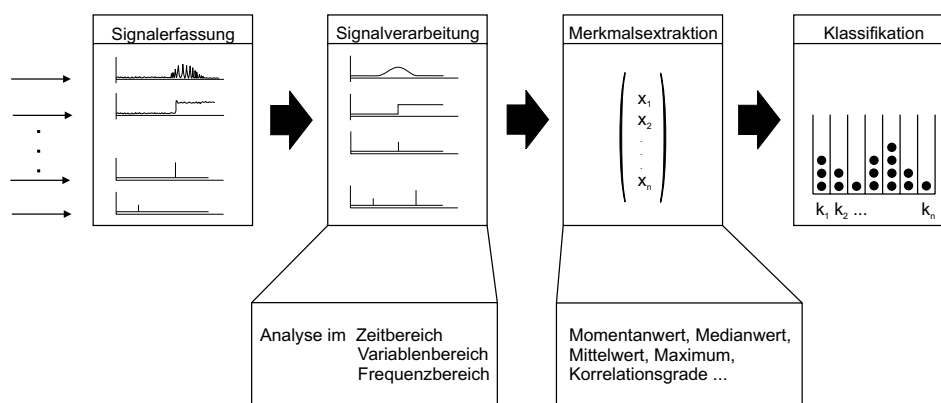 Signalerfassung
Signalverarbeitung
Merkmalsextraktion
Klassifikation
x1
x2
.
.
.
xn
k1 k2 ... kn
Analyse im Zeitbereich
Variablenbereich
Frequenzbereich
Momentanwert, Medianwert,
Mittelwert, Maximum,
Korrelationsgrade ...